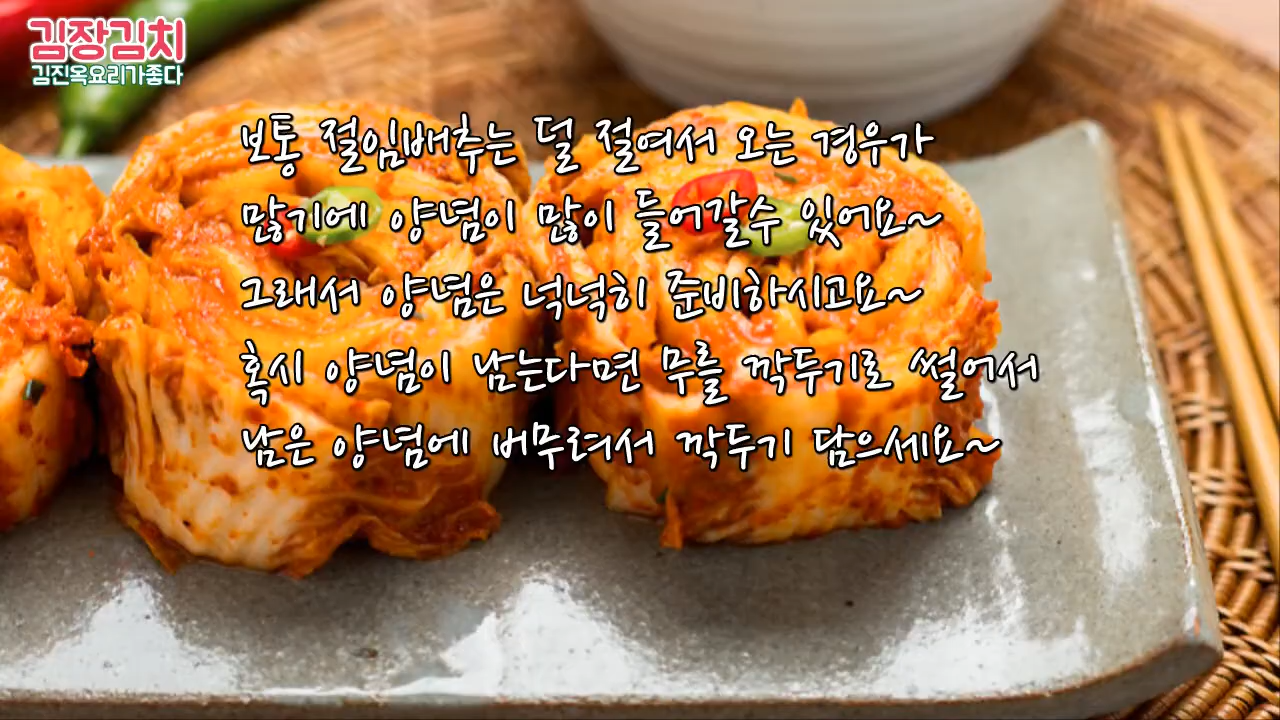 김장김치
김진옥요리가좋다
보통 절임배추는 덜 절여서 오는 경우가
많기에 양념이 많이 들어갈수 있어요~
그래서 양념은 넉넉히 준비하시고요~
혹시 양념이 남는다면 무를 깍두기로 썰어서
남은 양념에 버무려서 깍두기 담으세요~